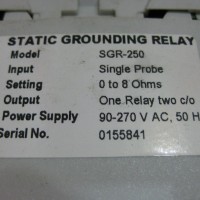 STATIC GROUNDING RELAY
Model SGR-250
Input Single Probe
Setting 0 to 8 Ohms
Output One Relay two c/o
Power Supply 90-270 V AC, 50 H
Serial No. 0155841